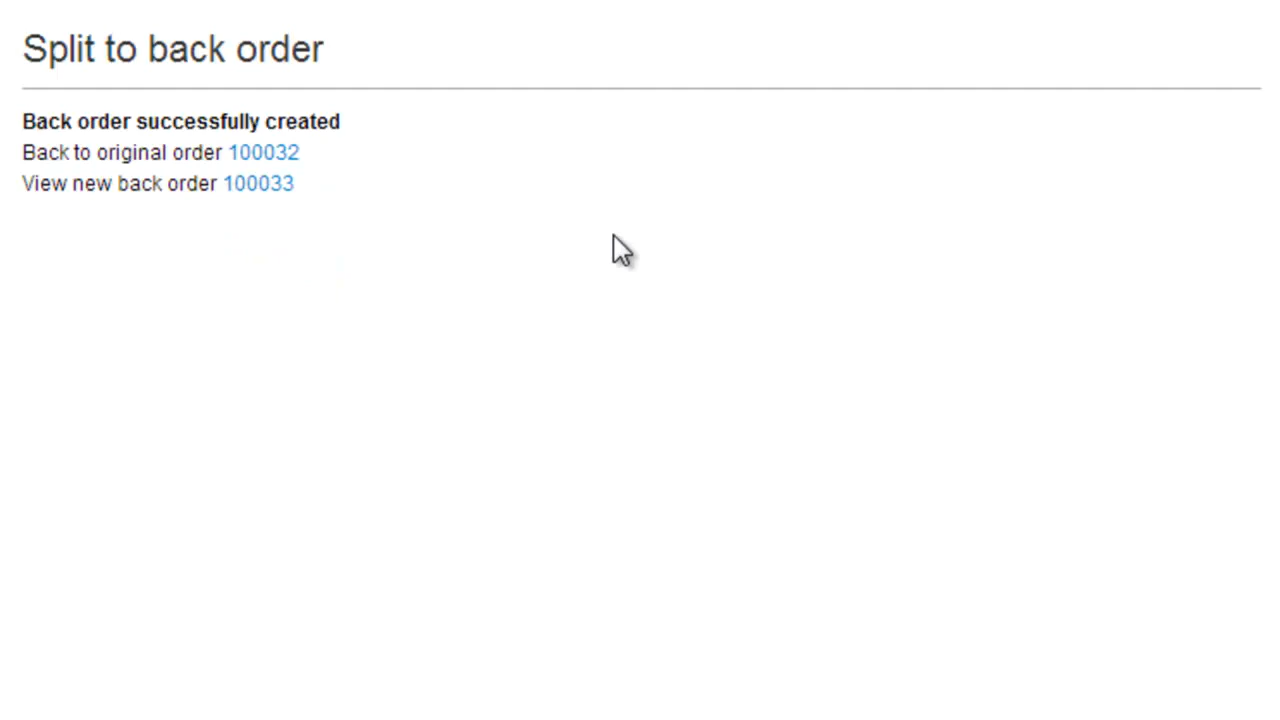 Split to back order
Back order successfully created
Back to original order 100032
View new back order 100033